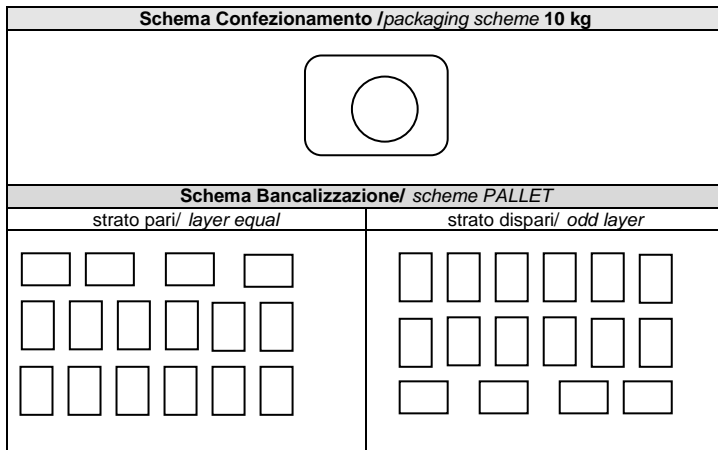 Schema Confezionamento /packaging scheme 10 kg
Schema Bancalizzazione/ scheme PALLET
strato pari/ layer equal
strato dispari/ odd layer